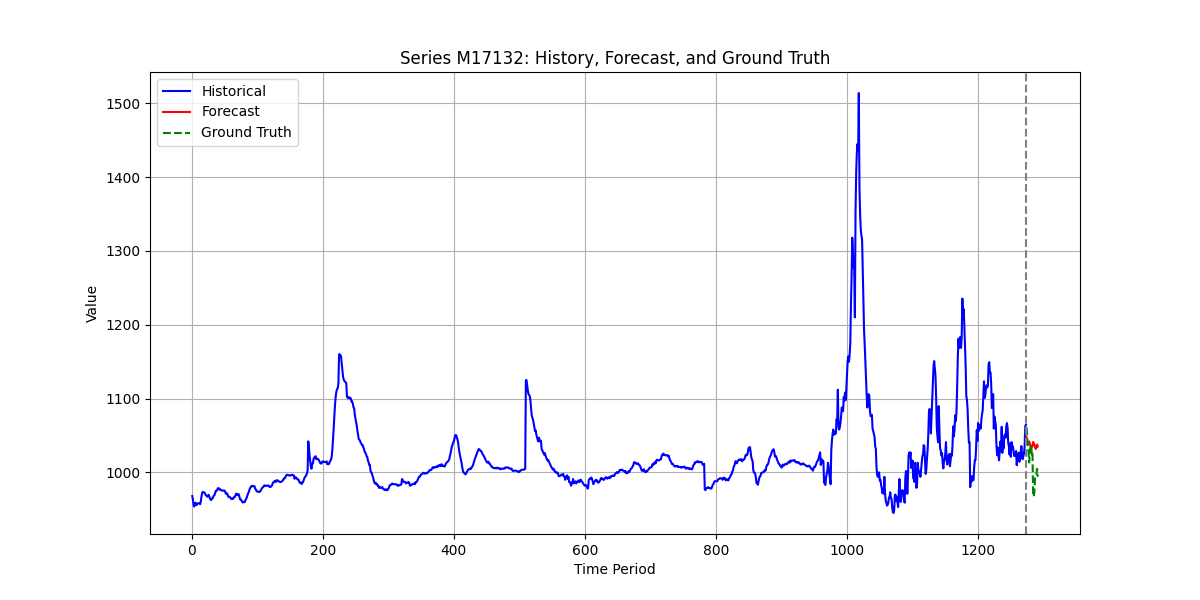 Series M17132: History, Forecast, and Ground Truth
Historical
Forecast
Ground Truth
1500
1400
1300
1200
1100
1000
Value
0 200 400 600 800 1000 1200
Time Period